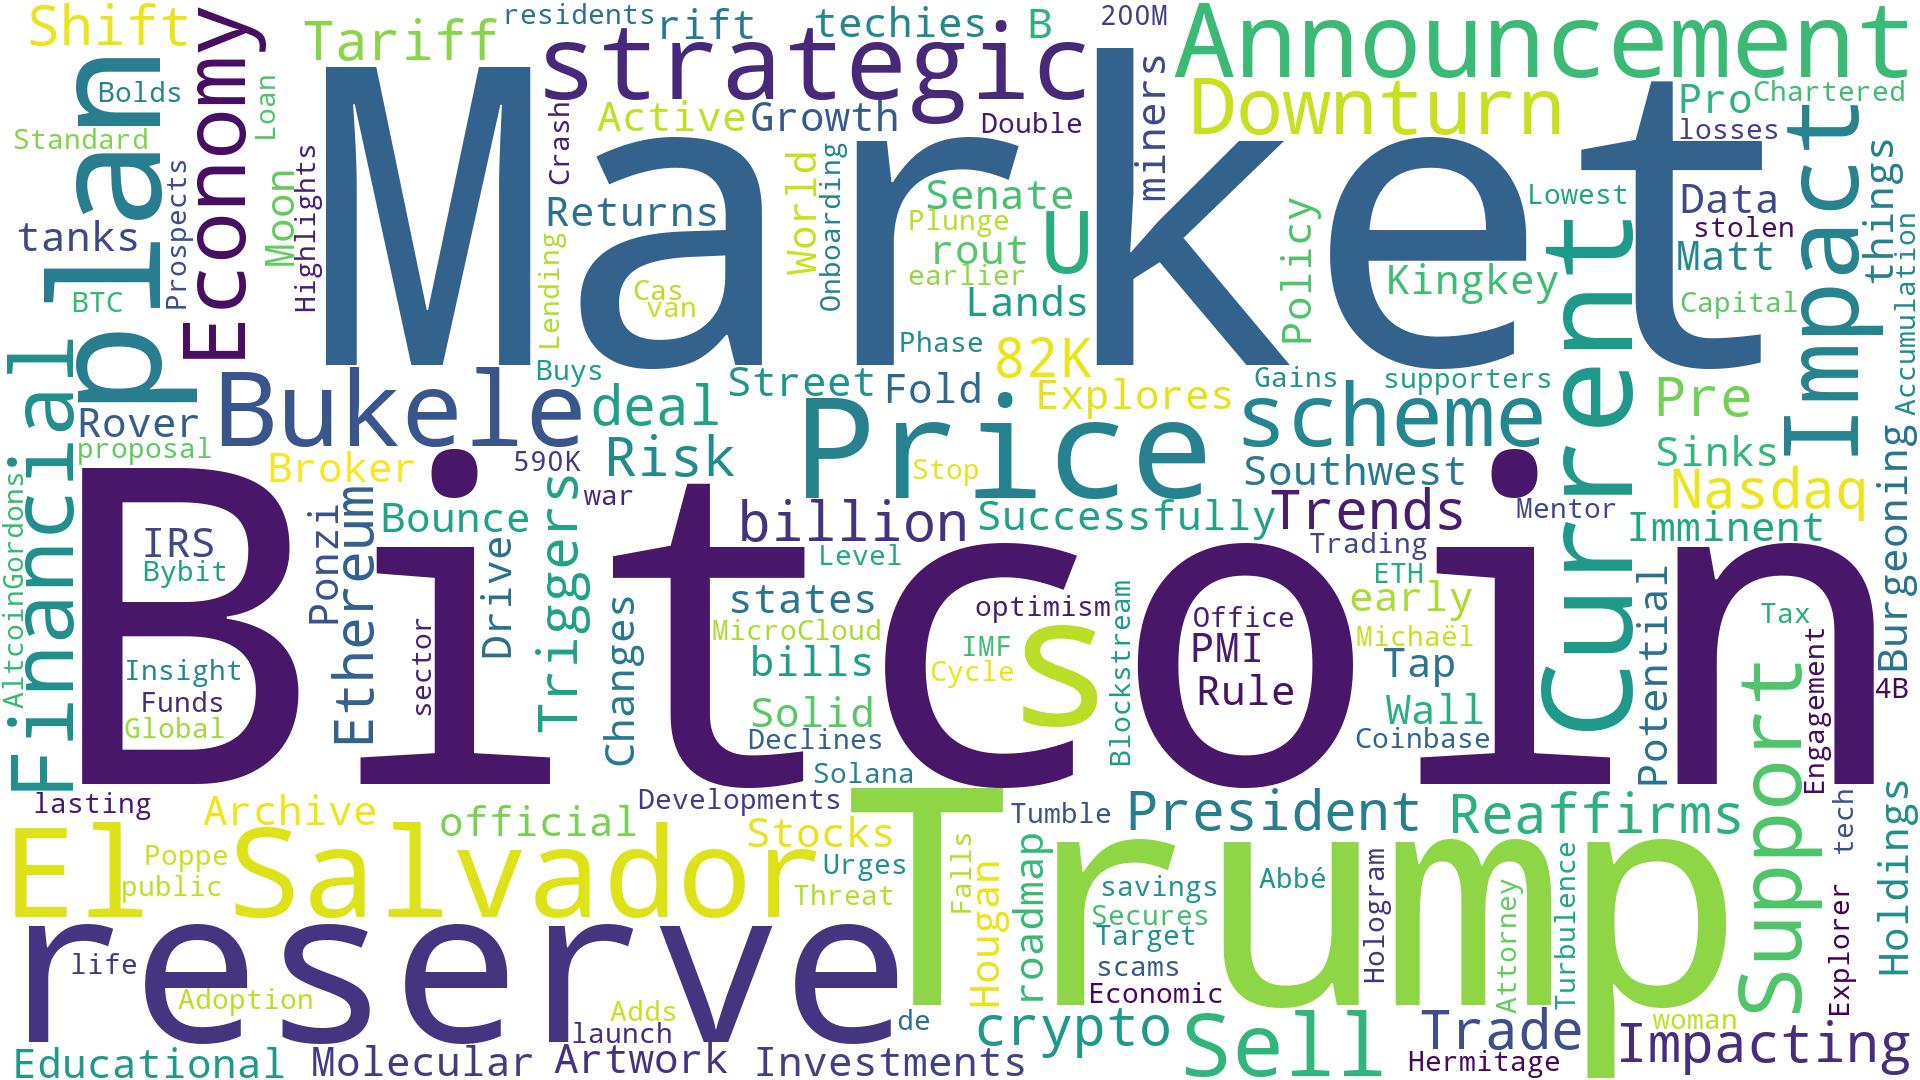 Shift
residents
rift
techies
B
200M
Announcement
Tariff
strategic
Economy
plan
Bolds
Loan
Standard
Active
Growth
Double
Crash
miners
Downturn
Pro
Chartered
losses
Market
tanks
Prospects
Moon
Highlights
Returns
World
Onboarding
Senate
Plunge
rout
earlier
U
Lands
Policy
Kingkey
Lowest
Data
stolen
Matt
Capital
Impact
things
Accumulation
BTC
Lending
Cas
van
Phase
82K
Current
Financial
Bukele
Buys
deal
Street
Fold
Explores
Gains
supporters
Pre
Rover
proposal
Broker
590K
Risk
Price
Stop
scheme
Southwest
Sinks
Nasdaq
war
Bounce
billion
Successfully
Trends
Mentor
Imminent
Burgeoning
AltcoinGordons
Bitcoin
IRS
Bybit
Ponzi
Ethereum
Drive
Triggers
Level
Trading
ETH
early
states
optimism
Office
MicroCloud
IMF
s
PMI
Michaël
Tax
Insight
Funds
Global
sector
Changes
bills
Cycle
Blockstream
Rule
Tap
Potential
Engagement
4B
Solid
Declines
Wall
Coinbase
Support
Solana
lasting
Archive
official
Developments
Stocks
Trump
Tumble
President
Reaffirms
tech
Holdings
El Salvador
Poppe
public
Urges
Threat
Falls
Hougan
roadmap
savings
Abbé
Secures
Target
scams
Economic
Hologram
Attorney
Turbulence
Explorer
reserve
life
Adoption
Adds
launch
de
crypto
Sell
Trade
woman
Hermitage
Impacting
Educational
Molecular
Artwork
Investments